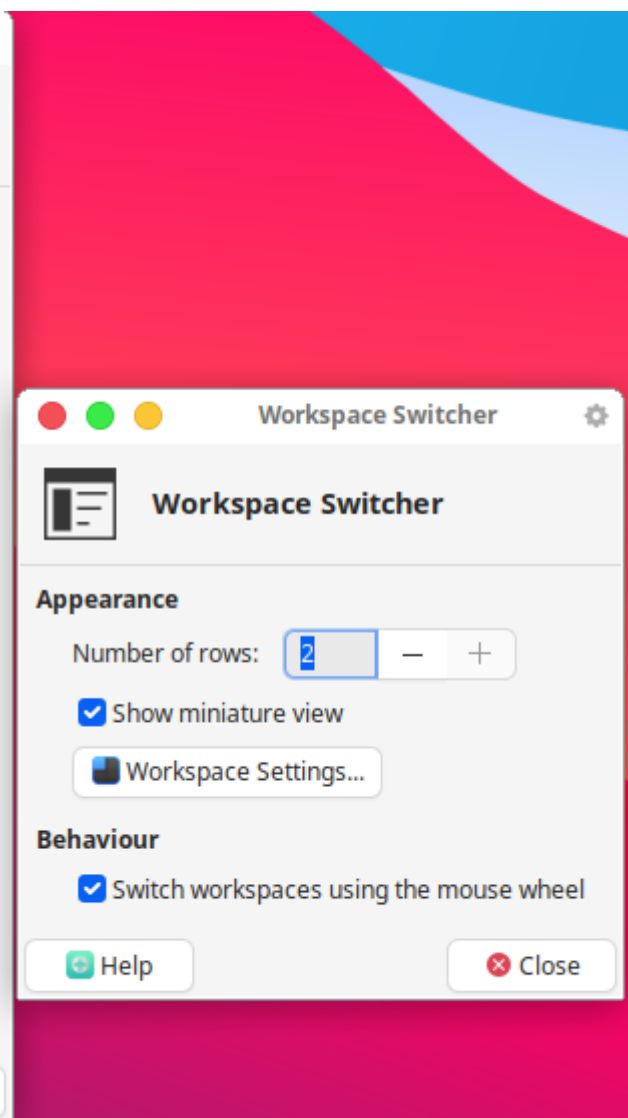 Workspace Switcher
Workspace Switcher
Appearance
Number of rows: 2 — +
Show miniature view
Workspace Settings...
Behaviour
Switch workspaces using the mouse wheel
Help Close